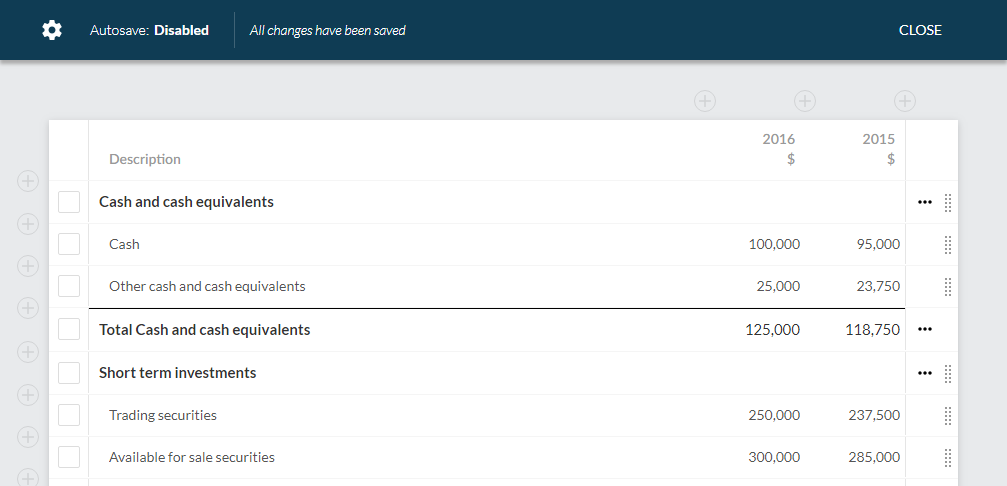 Autosave: Disabled All changes have been saved CLOSE
2016 2015
Description $ $
Cash and cash equivalents
Cash 100,000 95,000
Other cash and cash equivalents 25,000 23,750
Total Cash and cash equivalents 125,000 118,750
Short term investments
Trading securities 250,000 237,500
Available for sale securities 300,000 285,000